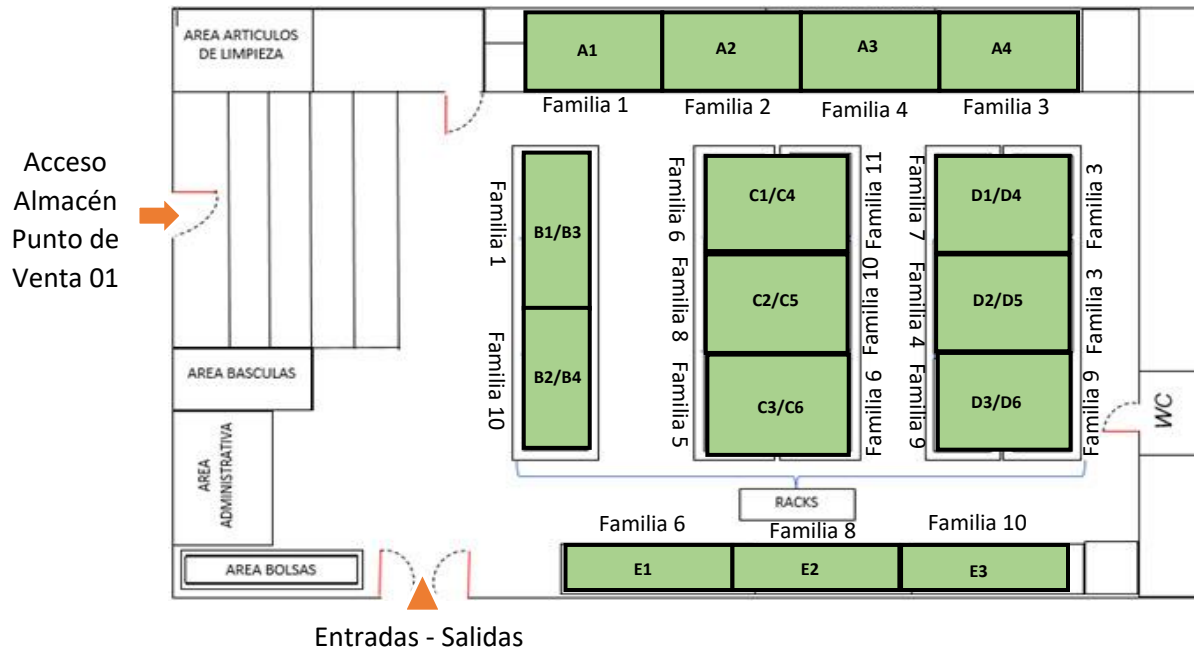 AREA ARTICULOS
DE LIMPIEZA
A1
A2
A3
A4
Familia 1
Familia 2
Familia 4
Familia 3
Acceso
Almacén
Punto de
Venta 01
Familia 1
Familia 10
B1/B3
B2/B4
Familia 6
Familia 8
Familia 5
C1/C4
C2/C5
C3/C6
Familia 11
Familia 10
Familia 6
Familia 7
Familia 4
Familia 9
D1/D4
D2/D5
D3/D6
Familia 3
Familia 3
Familia 9
WC
AREA BASCULAS
AREA
ADMINISTRATIVA
RACKS
Familia 6
Familia 8
Familia 10
AREA BOLSAS
E1
E2
E3
Entradas - Salidas